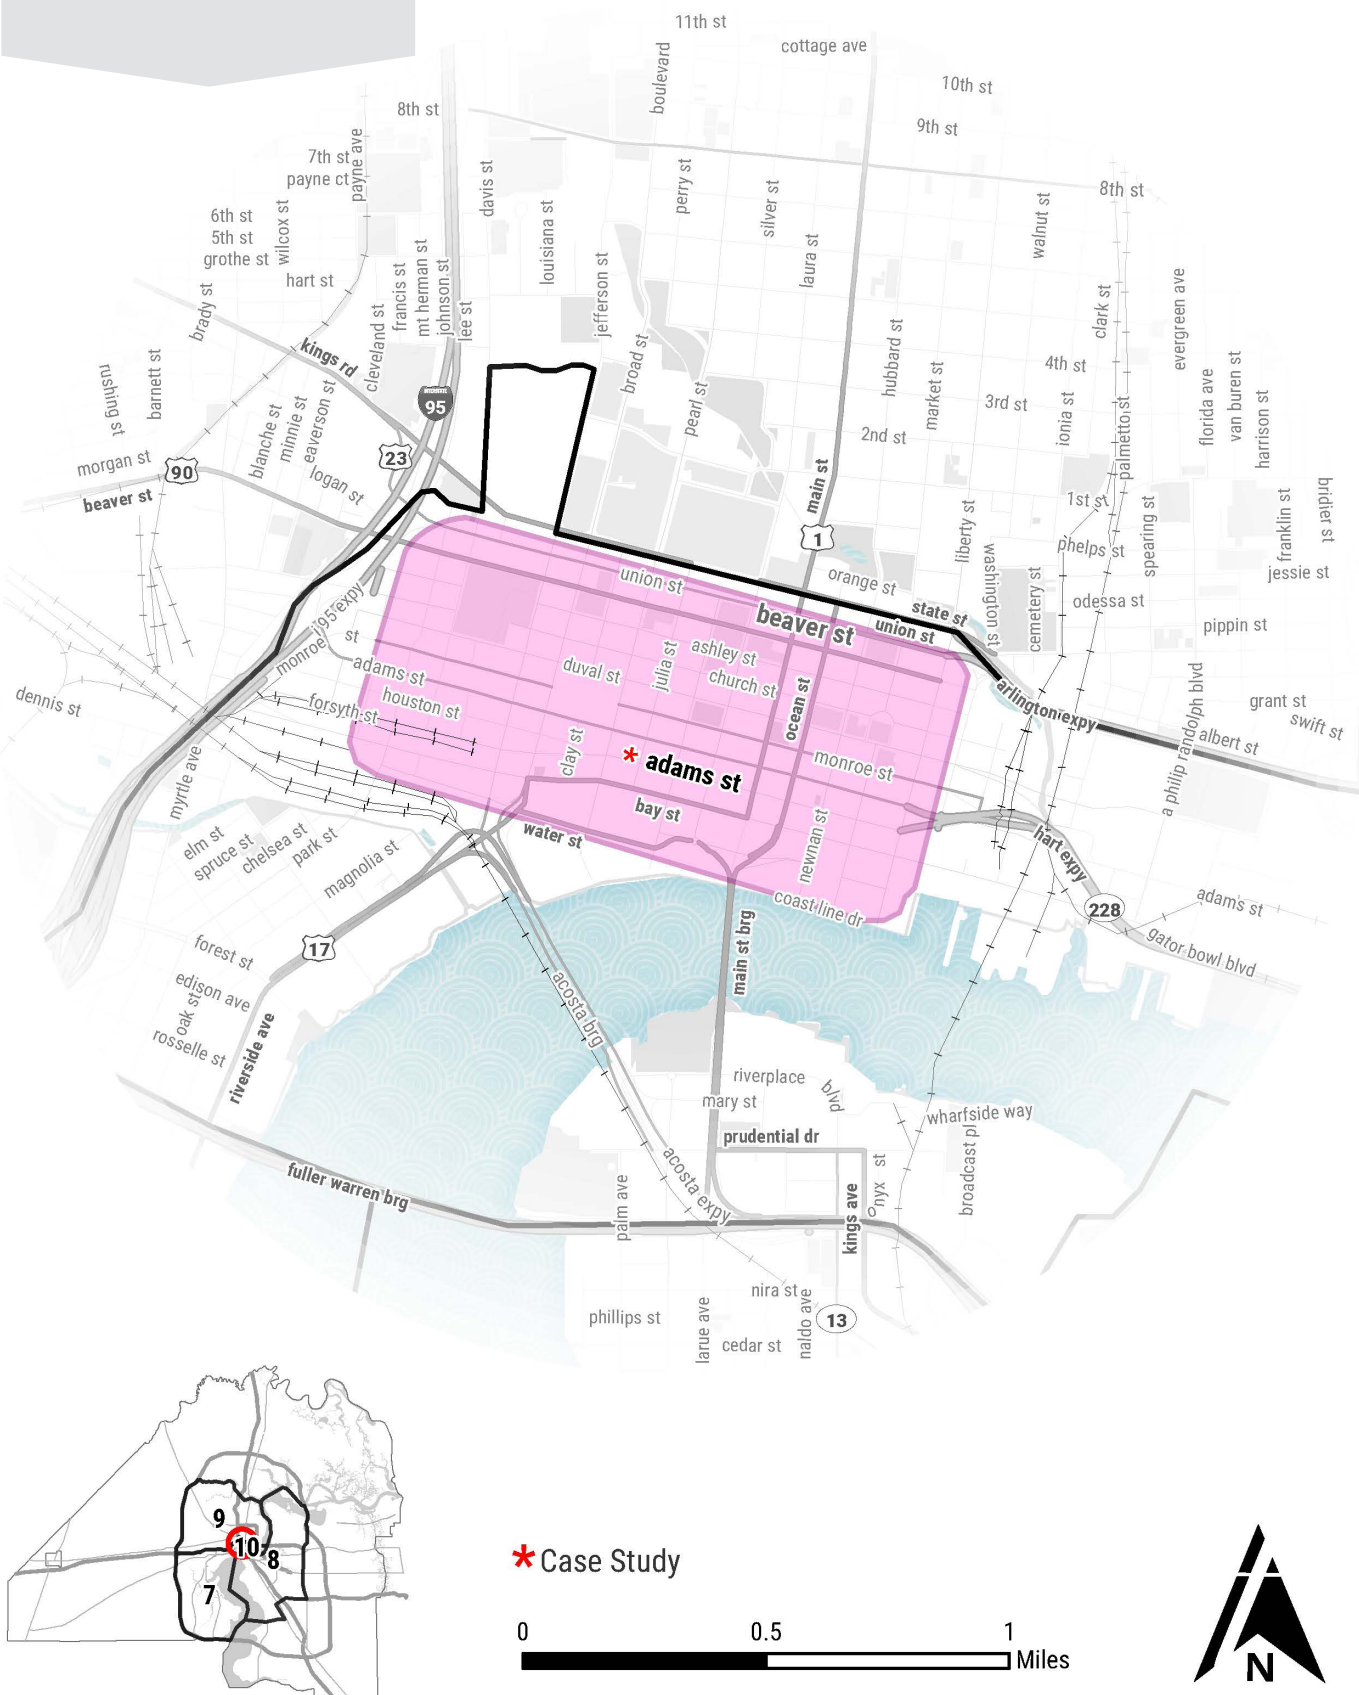 11th st
cottage ave
boulevard
10th st
8th st
9th st
payne ave
7th st
payne ct
davis st
perry st
silver st
8th st
walnut st
6th st
5th st
grothe st
wilcox st
louisiana st
laura st
hart st
francis st
mt herman st
johnson st
lee st
jefferson st
brady st
evergreen ave
clark st
cleveland st
kings rd
broad st
hubbard st
market st
4th st
barnett st
rushing st
florida ave
van buren st
harrison st
95
eaverson st
minnie st
blanche st
pearl st
3rd st
ionia st
palmetto st
2nd st
morgan st
90
23
logan st
beaver st
main st
1st st
bridier st
franklin st
spearing st
liberty st
washington st
1
phelps st
jessie st
cemetery st
orange st
union st
odessa st
state st
i95 expy
beaver st
union st
pippin st
monroe
st
ashley st
julia st
duval st
church st
adams st
houston st
forsyth st
ocean st
arlington expy
a philip randolph blvd
grant st
swift st
albert st
dennis st
myrtle ave
clay st
* adams st
monroe st
bay st
water st
newnan st
hart expy
elm st
spruce st
chelsea st
park st
magnolia st
coast line dr
228
adams st
gator bowl blvd
17
forest st
main st brg
edison ave
oak st
rosselle st
acosta brg
riverside ave
riverplace
blvd
mary st
wharfside way
prudential dr
broadcast pl
fuller warren brg
acosta expy
palm ave
onyx st
kings ave
nira st
naldo ave
13
phillips st
larue ave
cedar st
9
10
8
7
* Case Study
0 0.5 1
Miles
N